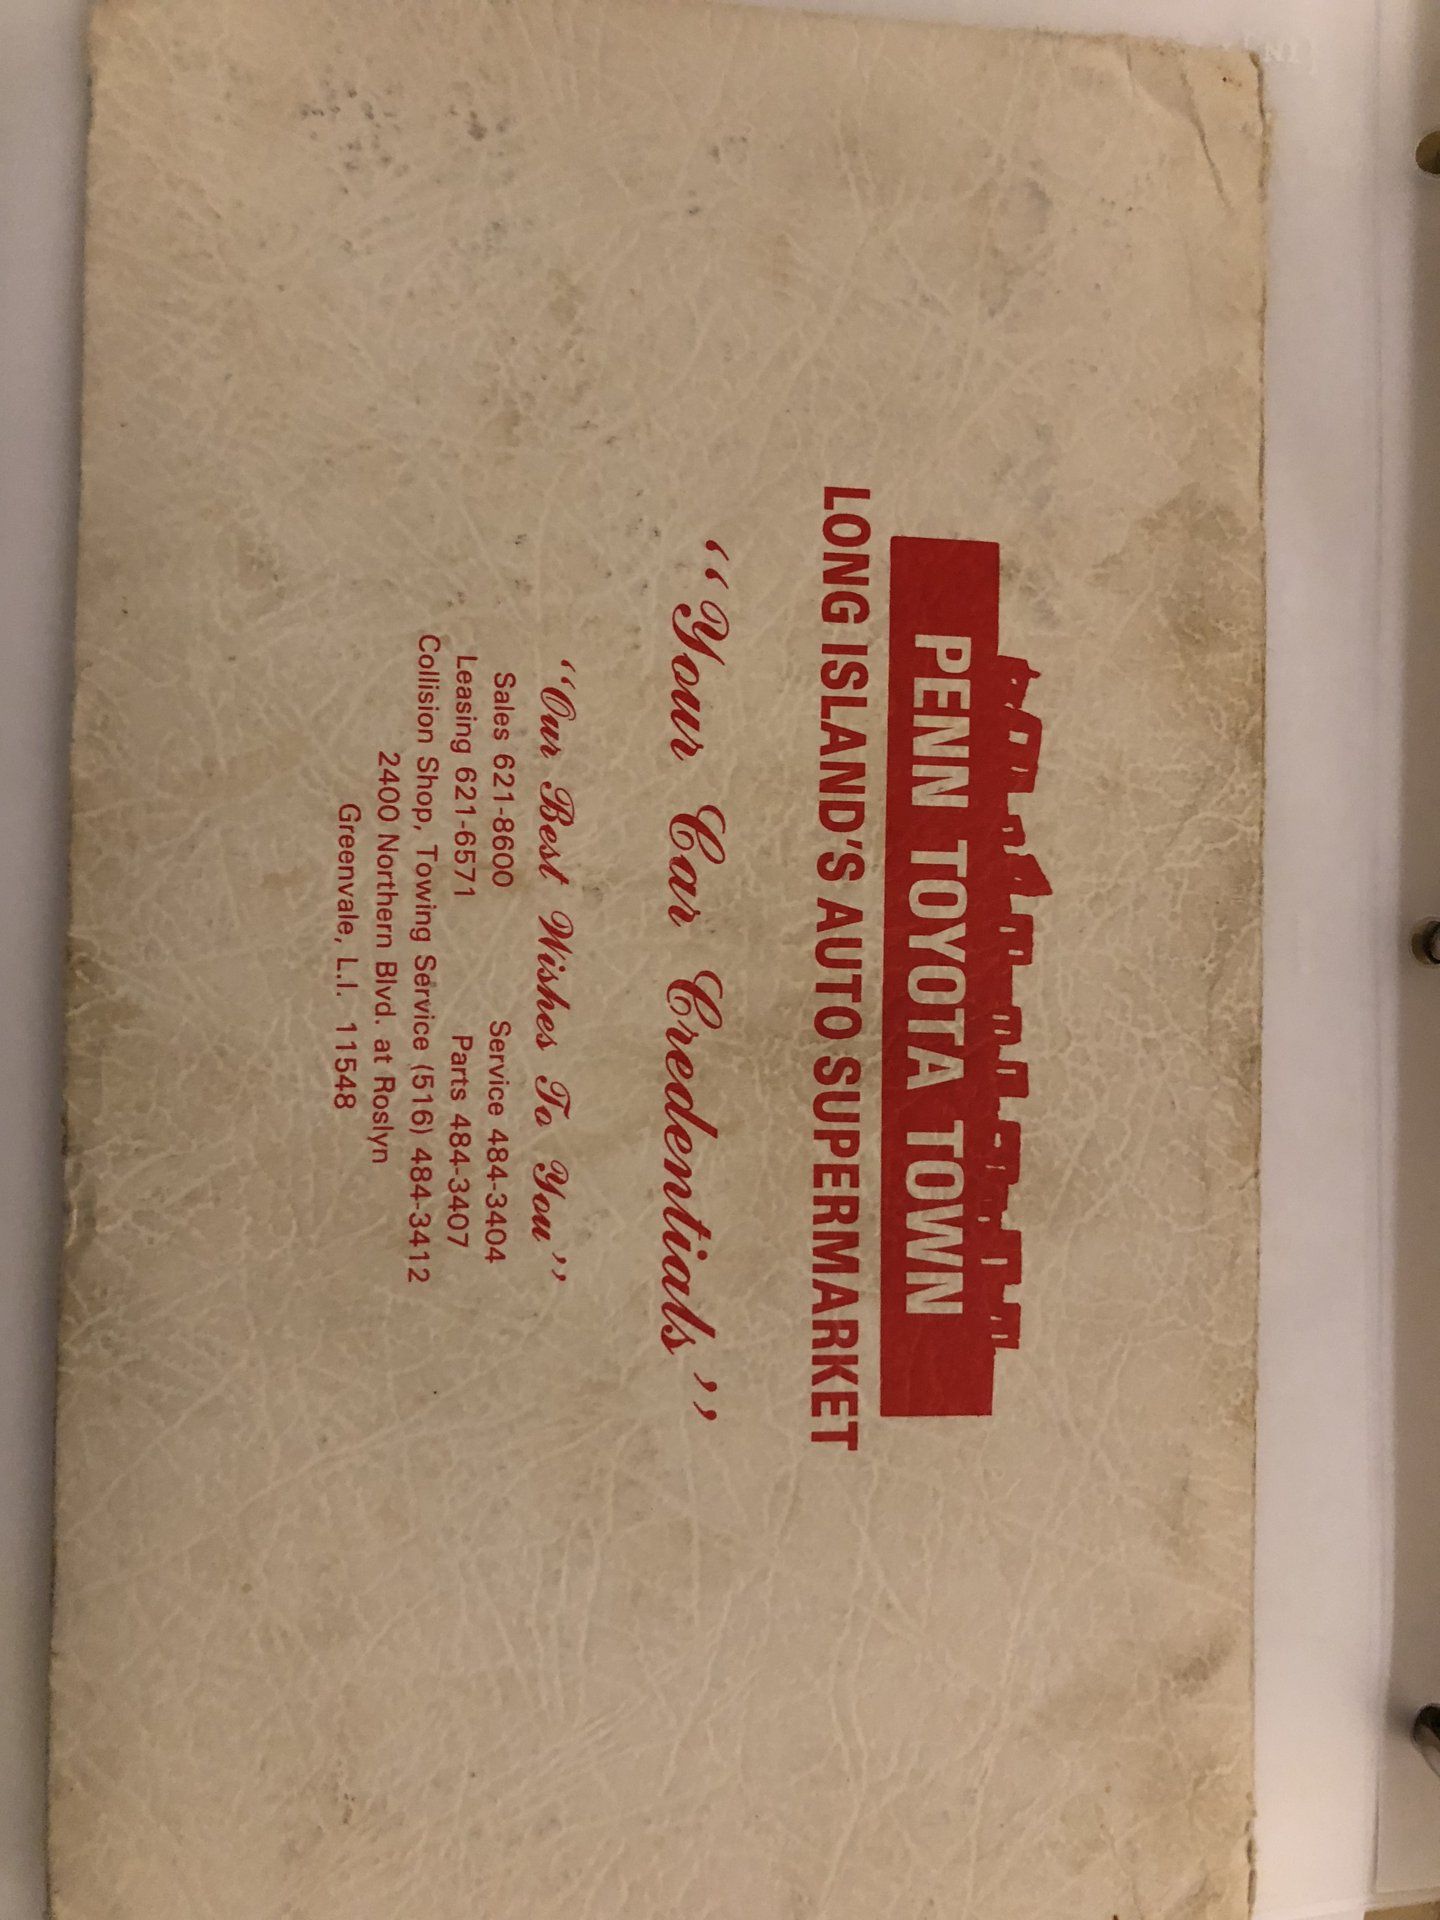 PENN TOYOTA TOWN
LONG ISLAND'S AUTO SUPERMARKET
“Your Car Credentials”
“Our Best Wishes To You”
Sales 621-8600 Service 484-3404
Leasing 621-6571 Parts 484-3407
Collision Shop, Towing Service (516) 484-3412
2400 Northern Blvd. at Roslyn
Greenvale, L.I. 11548